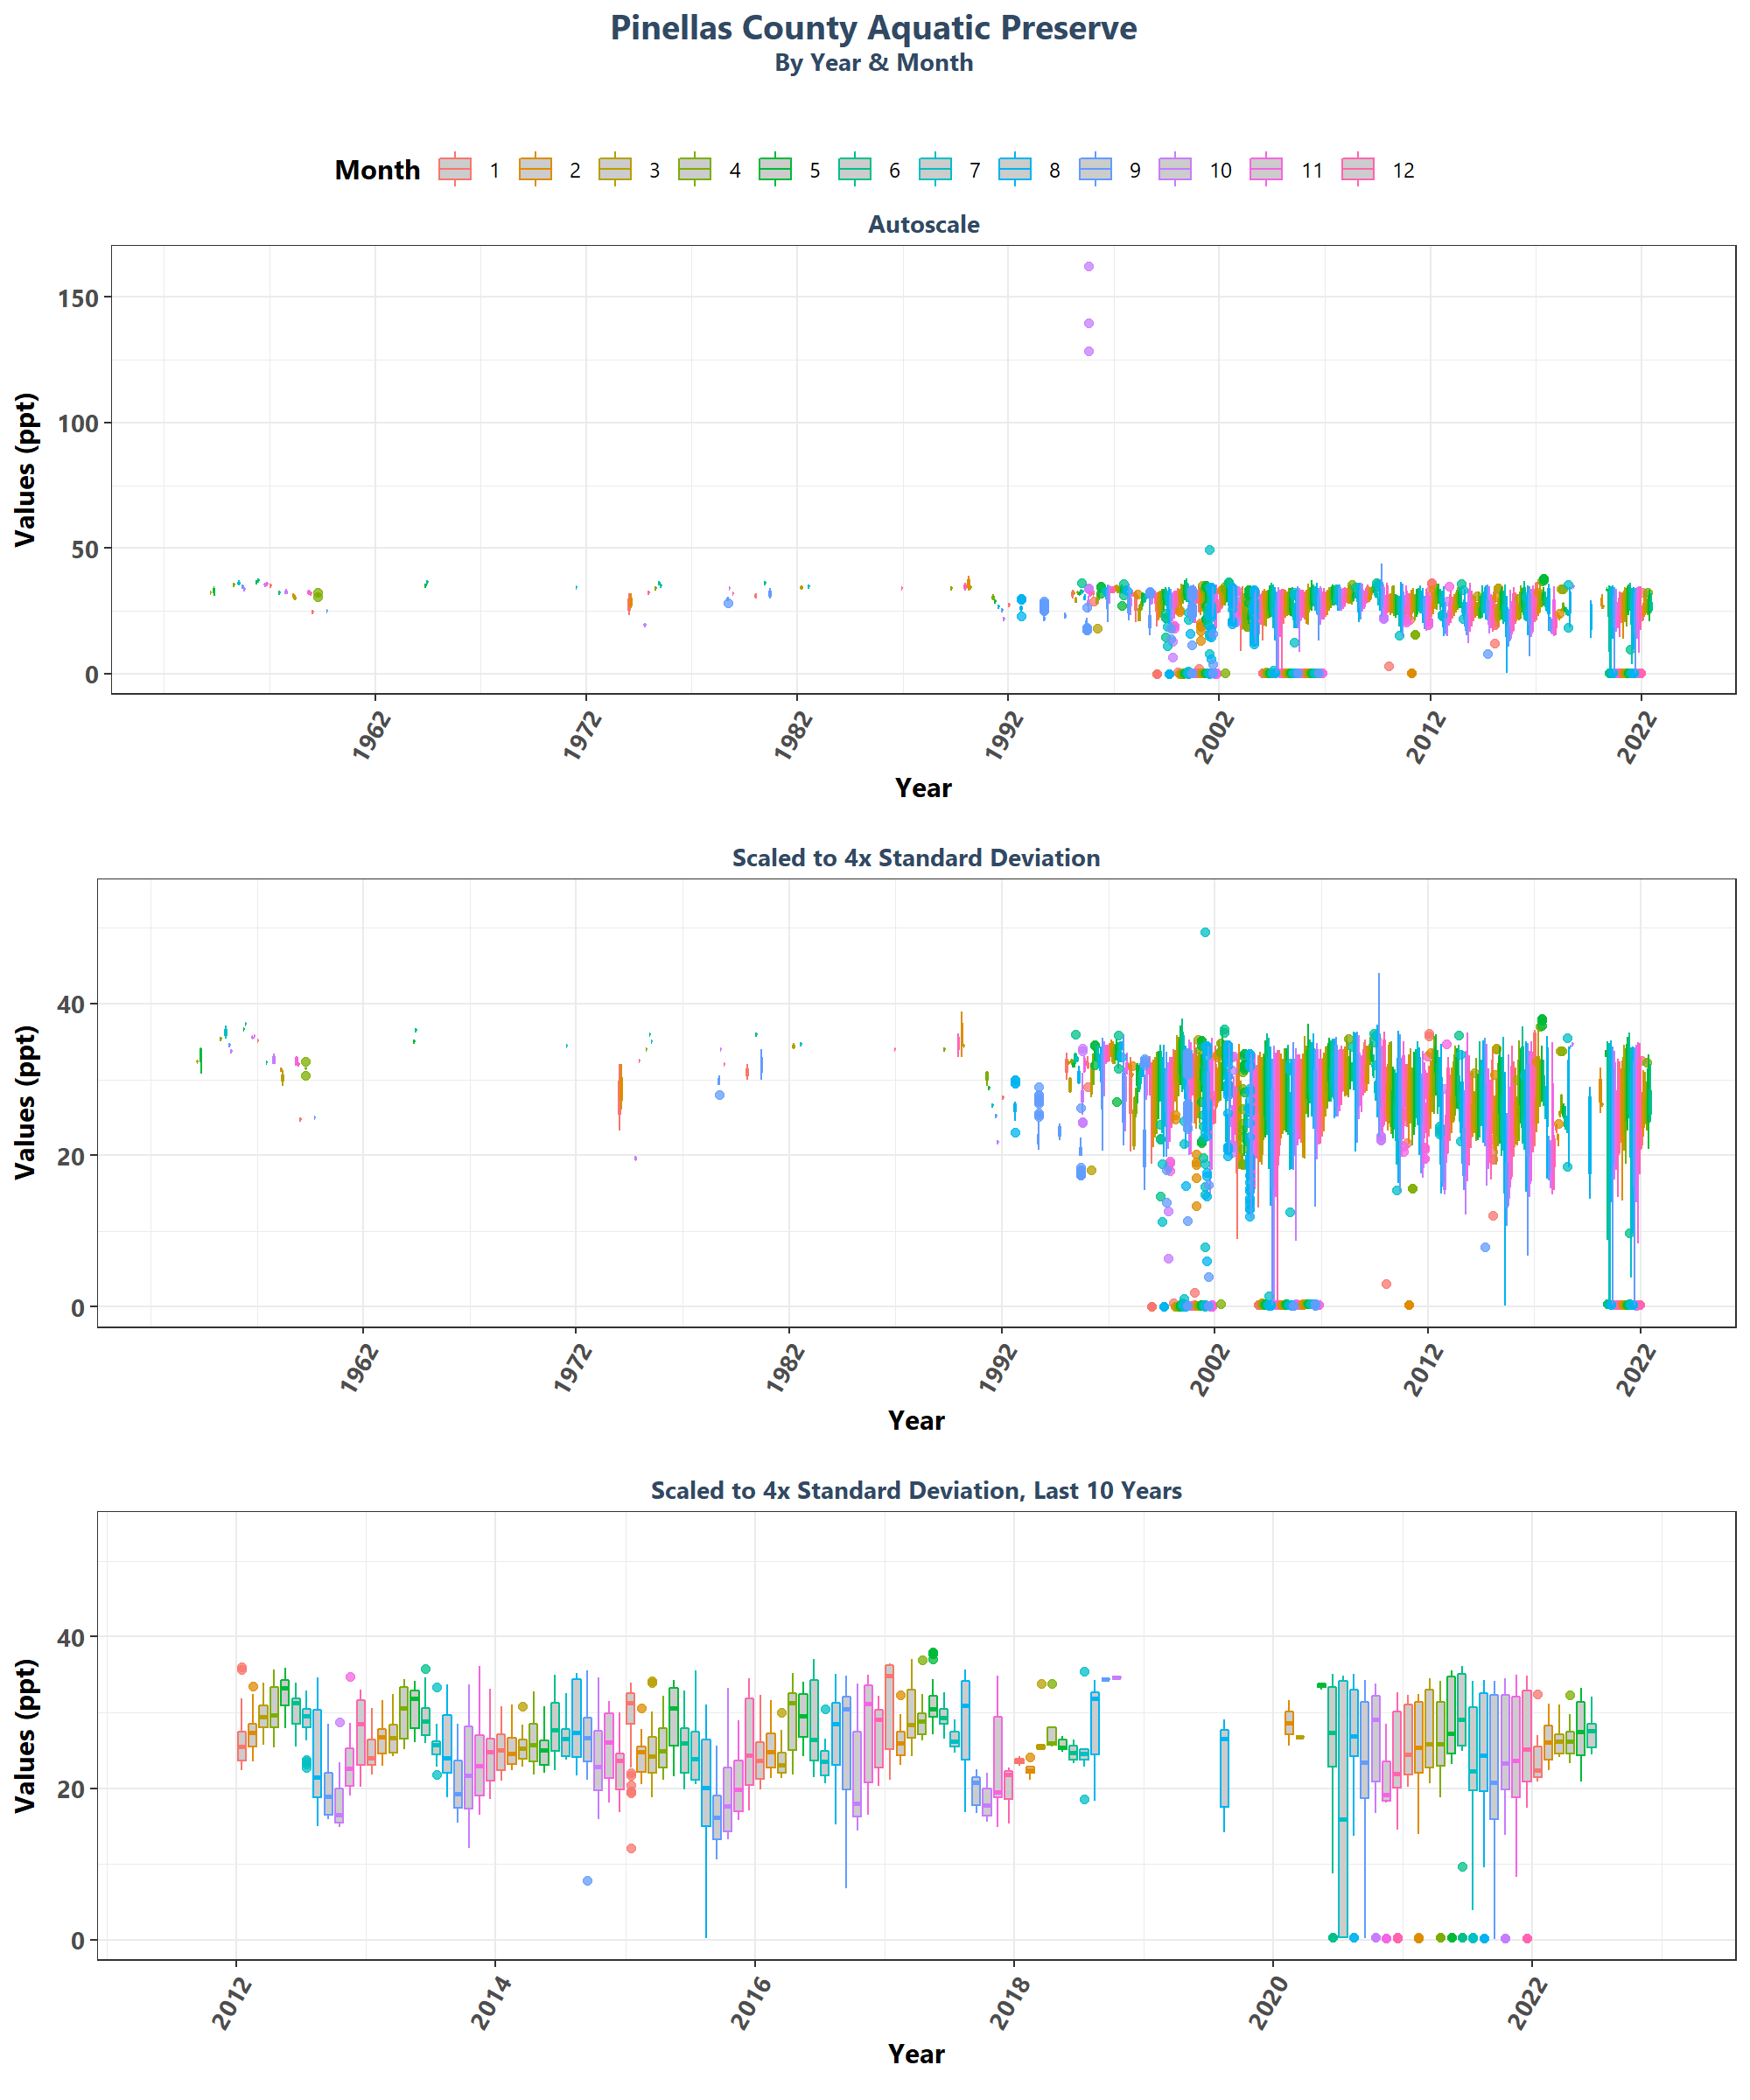 Pinellas County Aquatic Preserve
By Year & Month
Month 1 2 3 4 5 6 7 8 9 10 11 12
Autoscale
Values (ppt)
150
100
50
0
1962 1972 1982 1992 2002 2012 2022
Year
Scaled to 4x Standard Deviation
Values (ppt)
40
20
0
1962 1972 1982 1992 2002 2012 2022
Year
Scaled to 4x Standard Deviation, Last 10 Years
Values (ppt)
40
20
0
2012 2014 2016 2018 2020 2022
Year